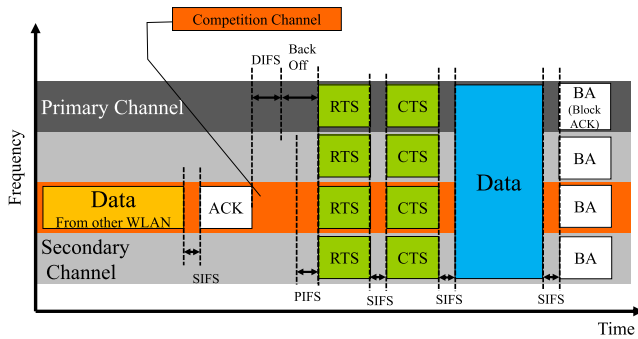 Competition Channel
DIFS
Back
Off
Primary Channel
RTS
CTS
BA
(Block
ACK)
RTS
CTS
BA
Data
Data
From other WLAN
ACK
RTS
CTS
BA
Secondary
Channel
RTS
CTS
BA
SIFS
PIFS
SIFS
SIFS
SIFS
Frequency
Time